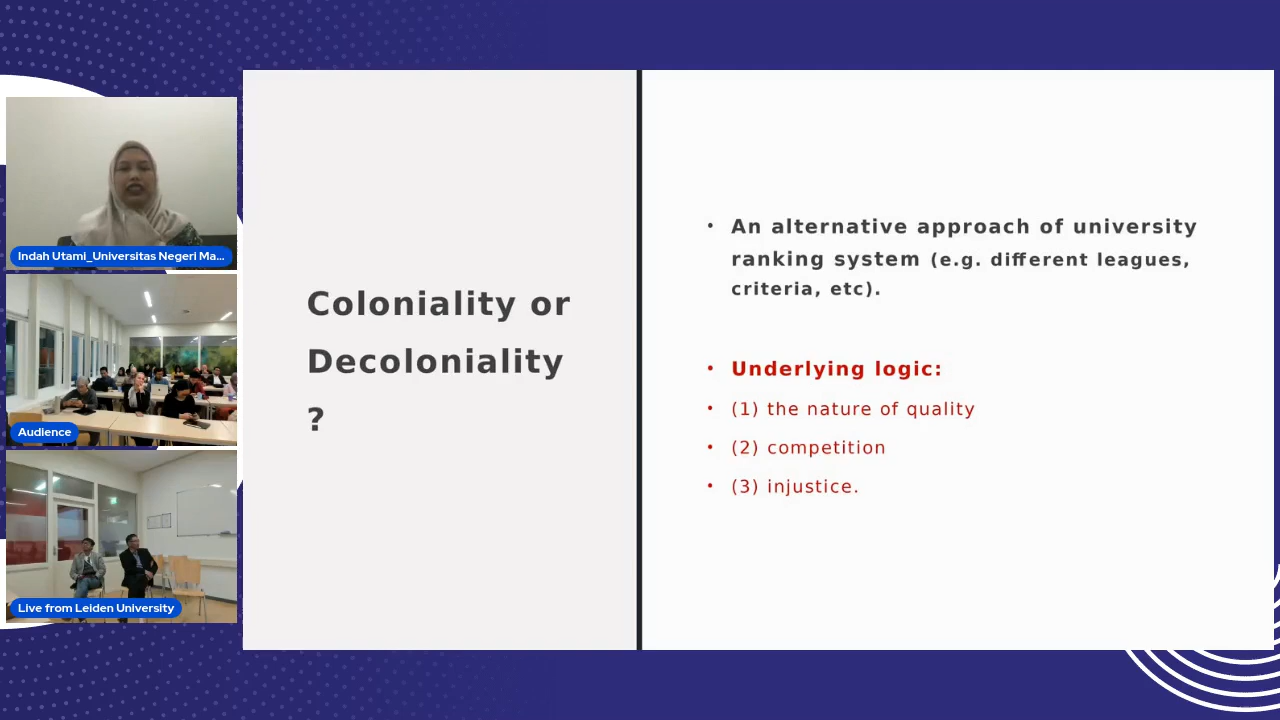 Indah Utami_Universitas Negeri Ma...
Audience
Live from Leiden University
Coloniality or
Decoloniality
?
• An alternative approach of university
ranking system (e.g. different leagues,
criteria, etc).
• Underlying logic:
• (1) the nature of quality
• (2) competition
• (3) injustice.